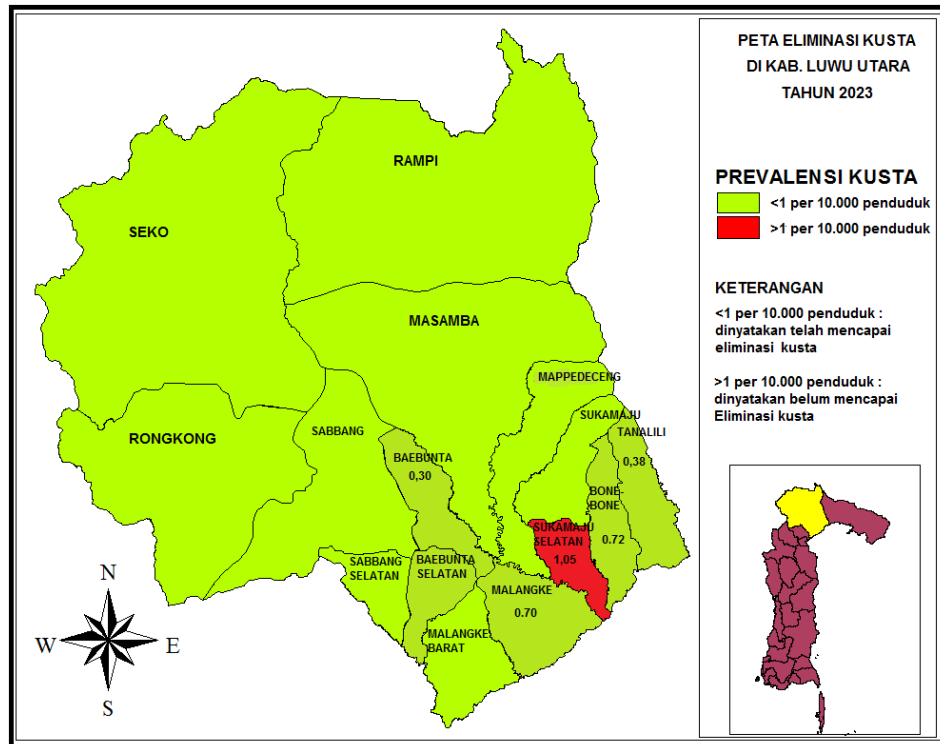 PETA ELIMINASI KUSTA
DI KAB. LUWU UTARA
TAHUN 2023
PREVALENSI KUSTA
<1 per 10.000 penduduk
>1 per 10.000 penduduk
KETERANGAN
<1 per 10.000 penduduk :
dinyatakan telah mencapai
eliminasi kusta
>1 per 10.000 penduduk :
dinyatakan belum mencapai
Eliminasi kusta
RAMPI
SEKO
MASAMBA
MAPPEDECENG
SUKAMAJU
TANALILI
0,38
RONGKONG
SABBANG
BAEBUNTA
0,30
BONE-
BONE
0.72
SUKAMAJU
SELATAN
1,05
SABBANG
SELATAN
BAEBUNTA
SELATAN
MALANGKE
0.70
MALANGKE
BARAT
N
W
E
S